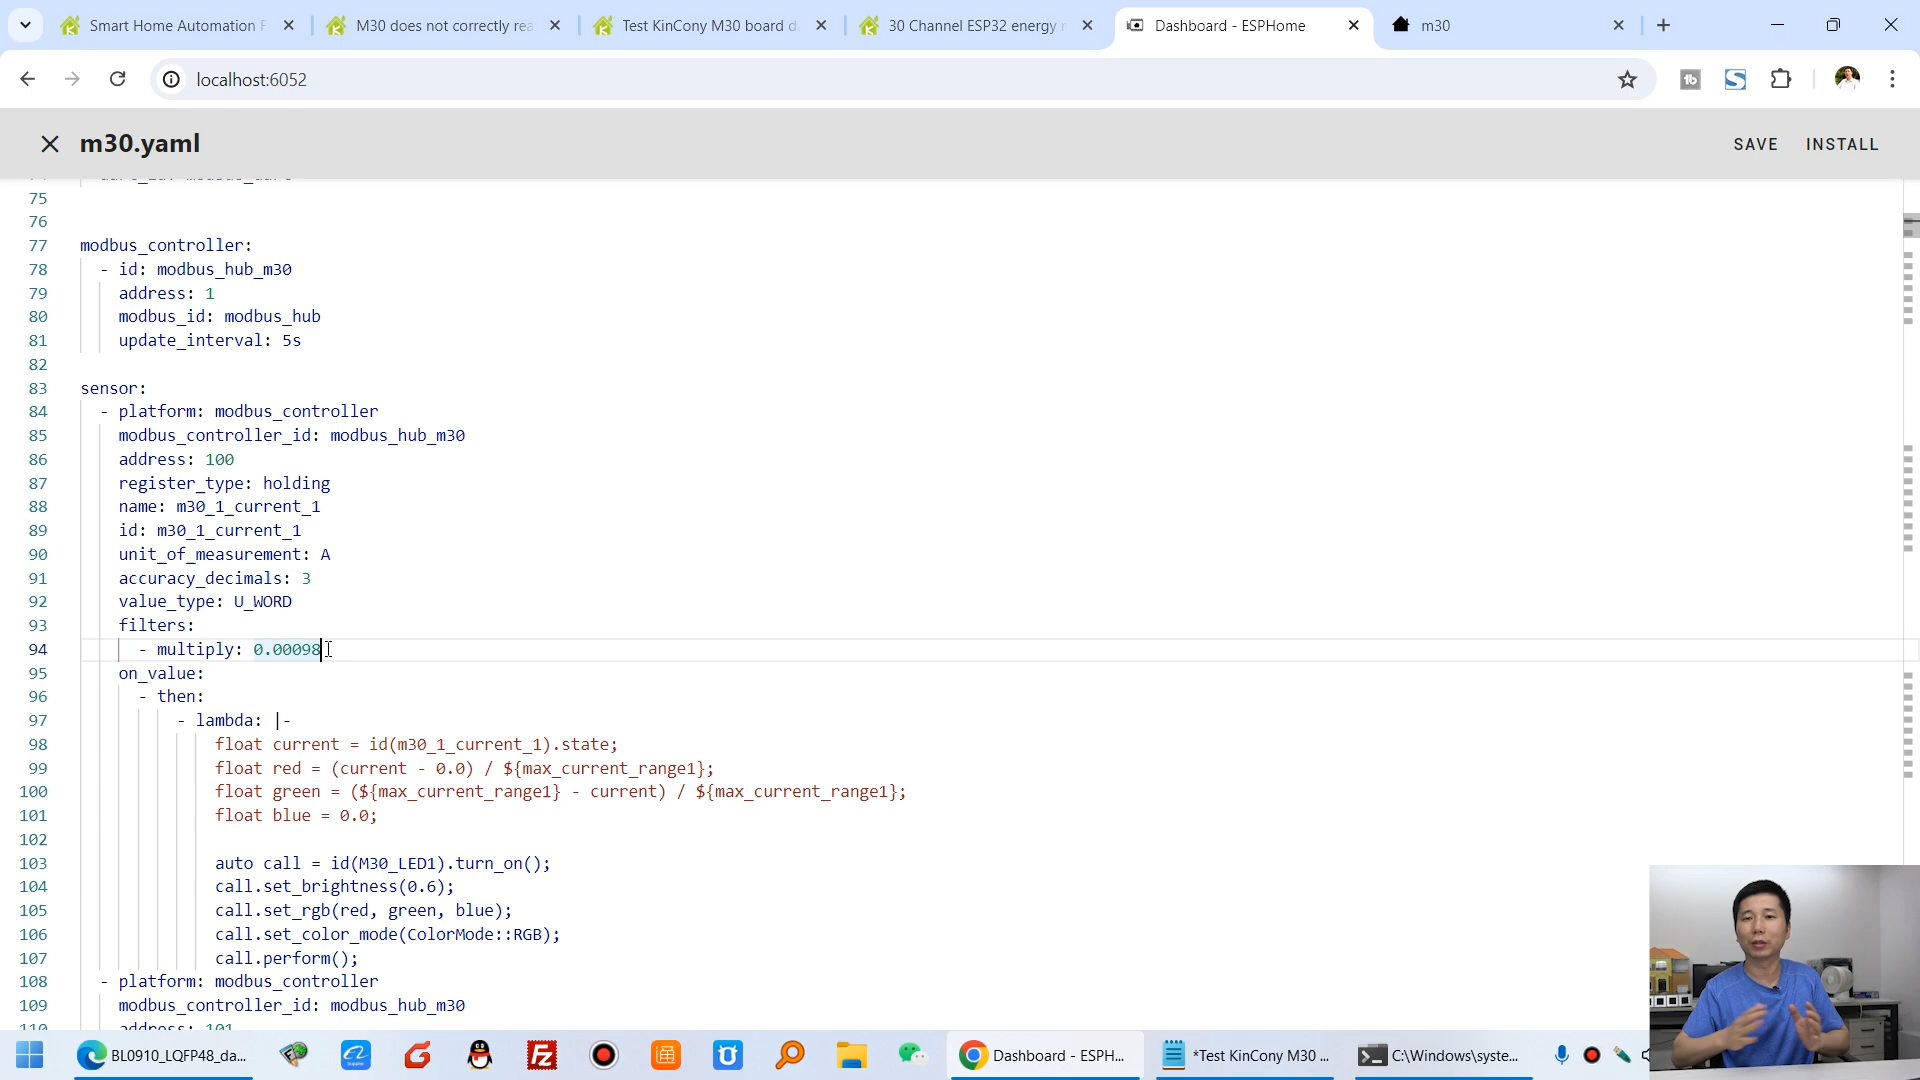 Smart Home Automation F
M30 does not correctly rea
Test KinCony M30 board d
30 Channel ESP32 energy r
Dashboard - ESPHome
m30
localhost:6052
m30.yaml
SAVE
INSTALL
75
76
77 modbus_controller:
78 - id: modbus_hub_m30
79 address: 1
80 modbus_id: modbus_hub
81 update_interval: 5s
82
83 sensor:
84 - platform: modbus_controller
85 modbus_controller_id: modbus_hub_m30
86 address: 100
87 register_type: holding
88 name: m30_1_current_1
89 id: m30_1_current_1
90 unit_of_measurement: A
91 accuracy_decimals: 3
92 value_type: U_WORD
93 filters:
94 - multiply: 0.00098
95 on_value:
96 - then:
97 - lambda: |-
98 float current = id(m30_1_current_1).state;
99 float red = (current - 0.0) / ${max_current_range1};
100 float green = (${max_current_range1} - current) / ${max_current_range1};
101 float blue = 0.0;
102
103 auto call = id(M30_LED1).turn_on();
104 call.set_brightness(0.6);
105 call.set_rgb(red, green, blue);
106 call.set_color_mode(ColorMode::RGB);
107 call.perform();
108 - platform: modbus_controller
109 modbus_controller_id: modbus_hub_m30
110 address: 101
BL0910_LQFP48_da...
Dashboard - ESPH...
*Test KinCony M30 ...
C:\Windows\syste...